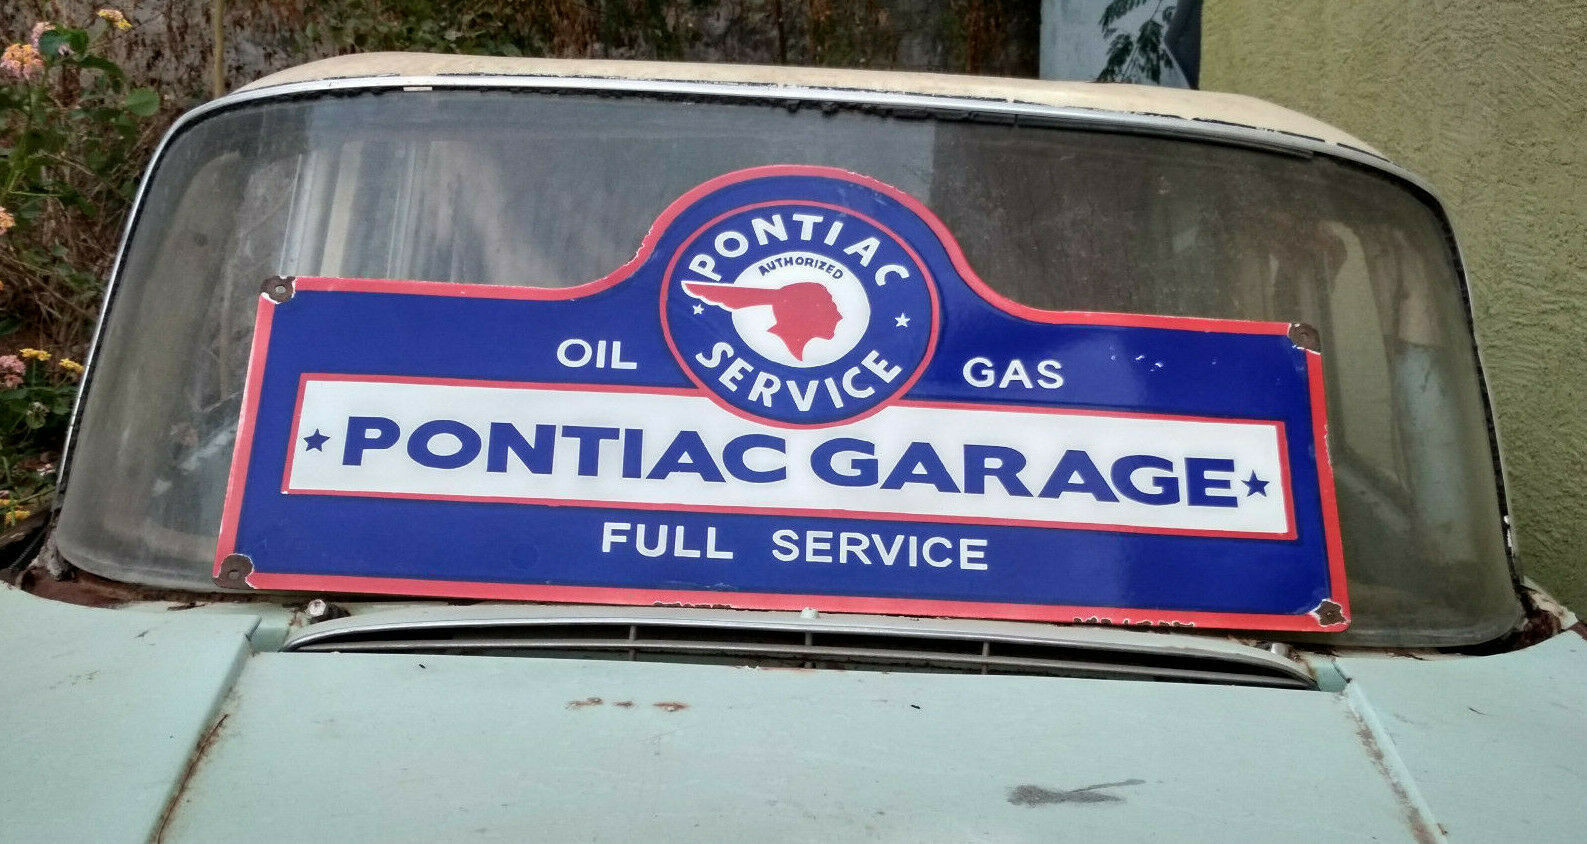 PONTIAC
AUTHORIZED
SERVICE
OIL GAS
PONTIAC GARAGE
FULL SERVICE